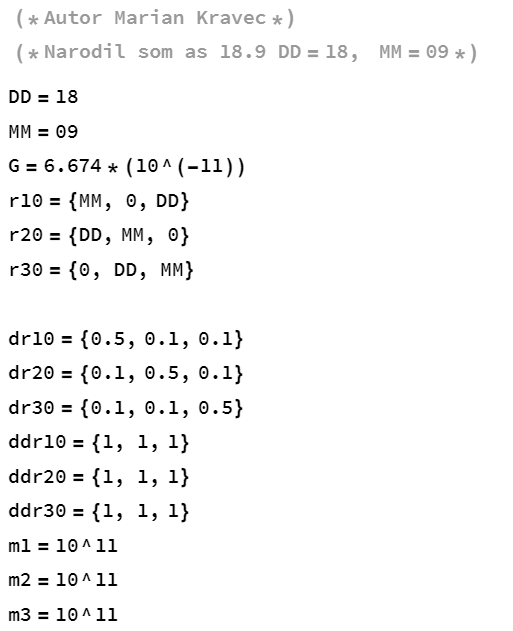 (*Autor Marian Kravec*)
(*Narodil som as 18.9 DD=18, MM=09*)
DD = 18
MM = 09
G = 6.674 * (10^(-11))
r10 = {MM, 0, DD}
r20 = {DD, MM, 0}
r30 = {0, DD, MM}
dr10 = {0.5, 0.1, 0.1}
dr20 = {0.1, 0.5, 0.1}
dr30 = {0.1, 0.1, 0.5}
ddr10 = {1, 1, 1}
ddr20 = {1, 1, 1}
ddr30 = {1, 1, 1}
m1 = 10^11
m2 = 10^11
m3 = 10^11